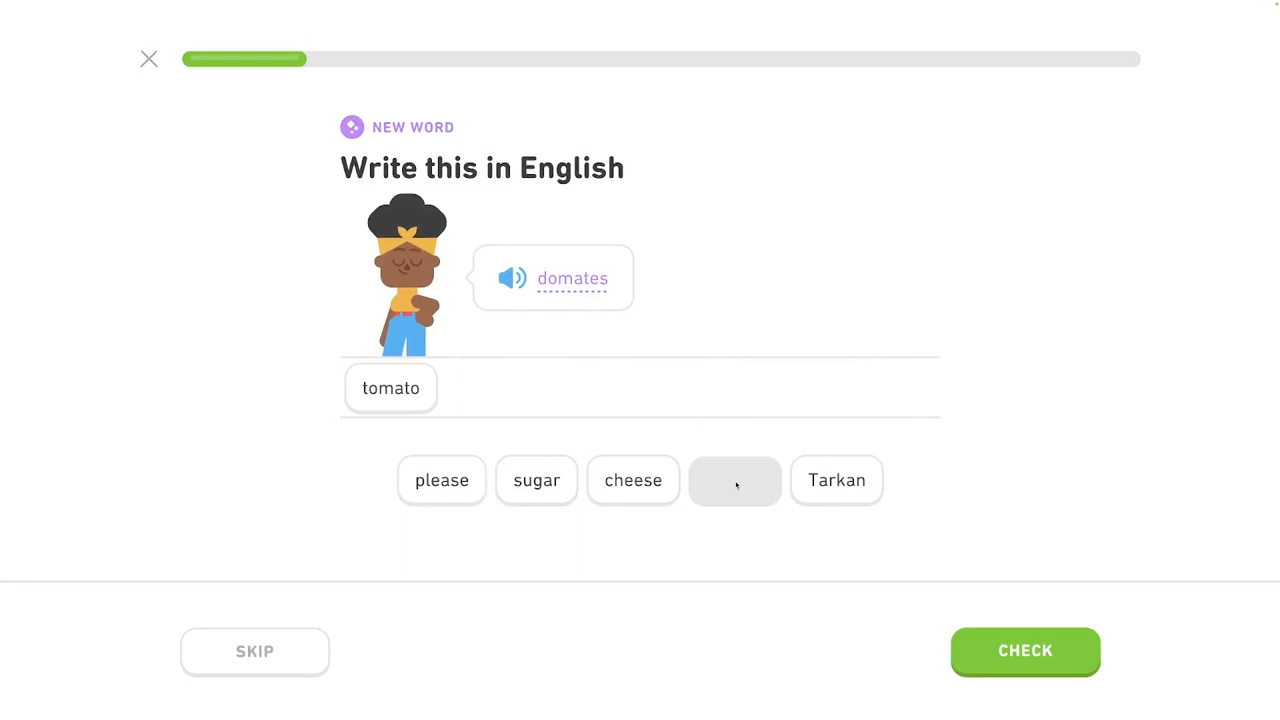 NEW WORD
Write this in English
domates
tomato
please sugar cheese Tarkan
SKIP CHECK